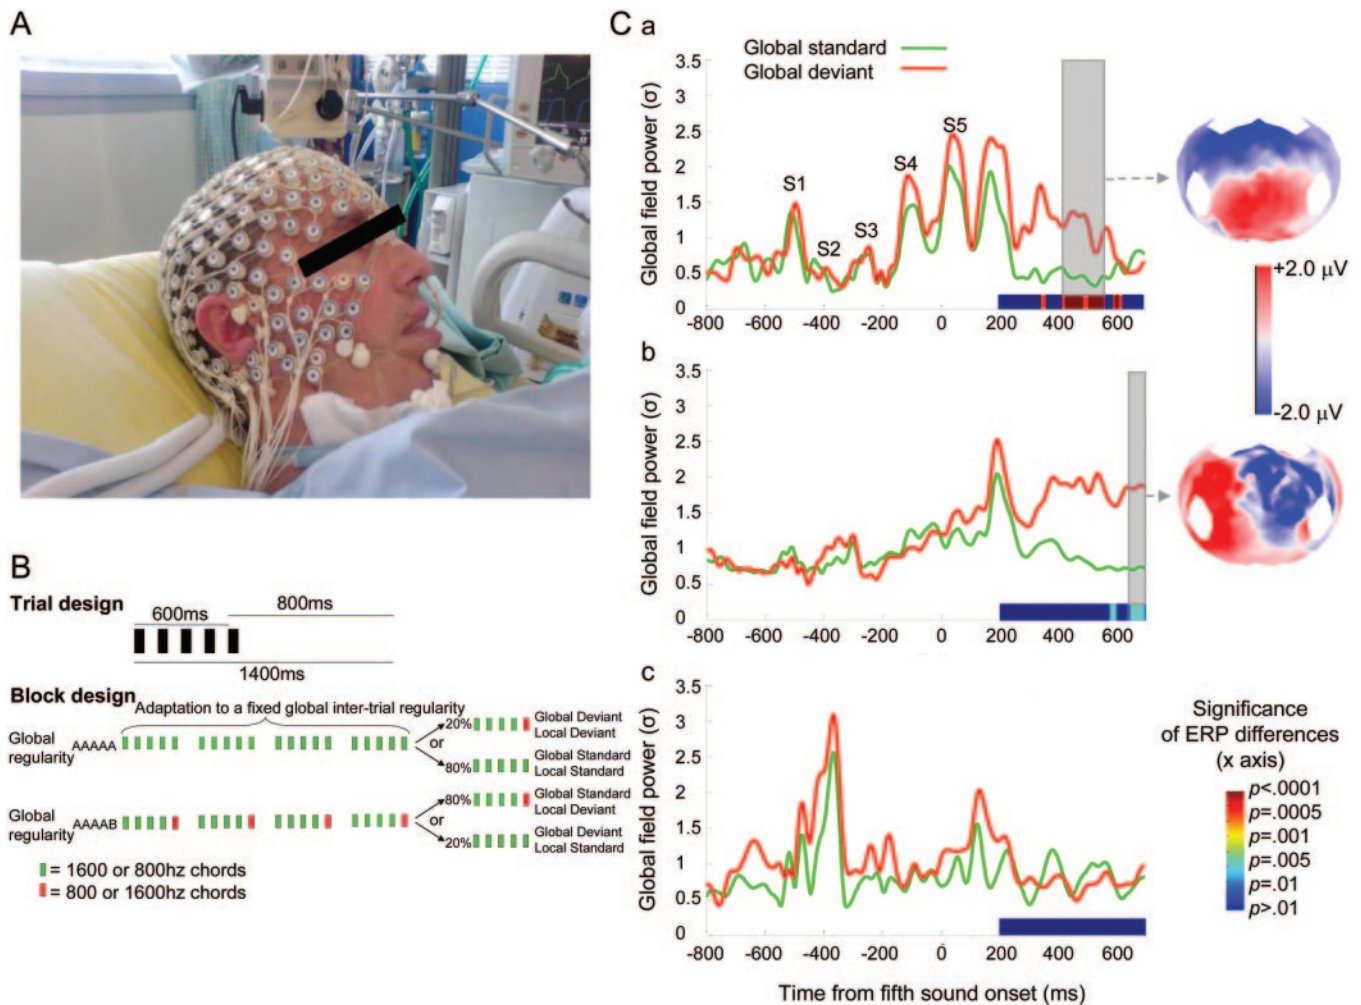 A
B
Trial design
800ms
600ms
1400ms
Block design
Adaptation to a fixed global inter-trial regularity
Global regularity
AAAAA
20%
Global Deviant
Local Deviant
or
80%
Global Standard
Local Standard
Global regularity
AAAAB
80%
Global Standard
Local Deviant
or
20%
Global Deviant
Local Standard
= 1600 or 800hz chords
= 800 or 1600hz chords
C a
Global standard
Global deviant
Global field power (σ)
3.5
3
2.5
2
1.5
1
0.5
0
S1
S2
S3
S4
S5
-800 -600 -400 -200 0 200 400 600
+2.0 µV
-2.0 µV
b
Global field power (σ)
3.5
3
2.5
2
1.5
1
0.5
0
-800 -600 -400 -200 0 200 400 600
c
Global field power (σ)
3.5
3
2.5
2
1.5
1
0.5
0
-800 -600 -400 -200 0 200 400 600
Time from fifth sound onset (ms)
Significance
of ERP differences
(x axis)
p<.0001
p=.0005
p=.001
p=.005
p=.01
p>.01